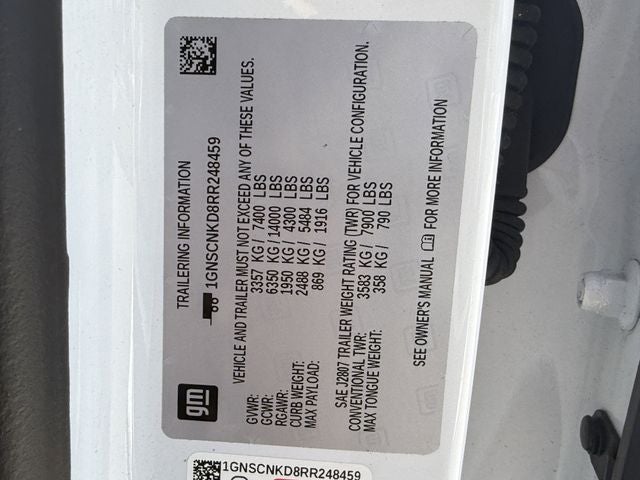 TRAILERING INFORMATION
1GNSCNKD8RR248459
VEHICLE AND TRAILER MUST NOT EXCEED ANY OF THESE VALUES.
GVWR: 3357 KG / 7400 LBS
GCWR: 6350 KG / 14000 LBS
RGAWR: 1950 KG / 4300 LBS
CURB WEIGHT: 2488 KG / 5484 LBS
MAX PAYLOAD: 869 KG / 1916 LBS
SAE J2807 TRAILER WEIGHT RATING (TWR) FOR VEHICLE CONFIGURATION.
CONVENTIONAL TWR: 3583 KG / 7900 LBS
MAX TONGUE WEIGHT: 358 KG / 790 LBS
SEE OWNER'S MANUAL FOR MORE INFORMATION
gm
1GNSCNKD8RR248459